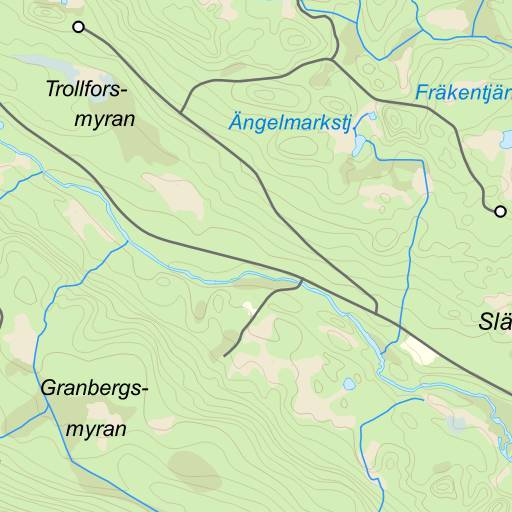 Trollfors-
myran
Fräkentjär
Ängelmarkstj.
Slä
Granbergs-
myran